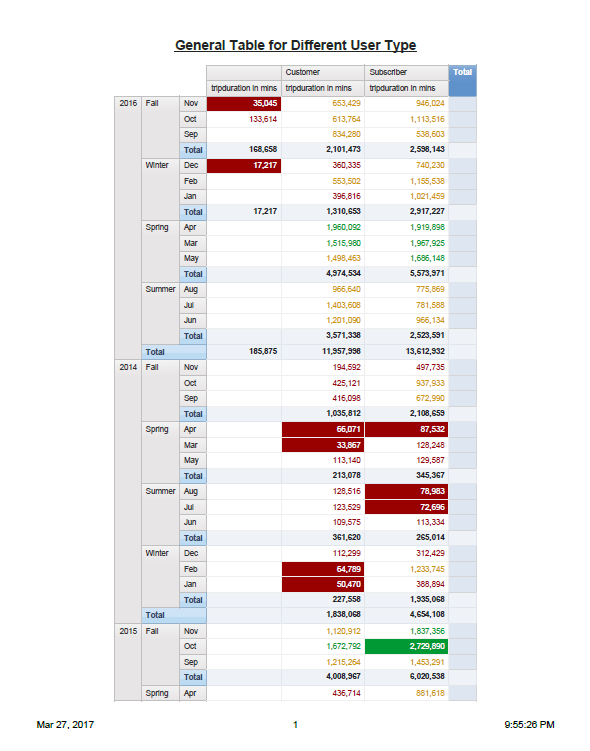 General Table for Different User Type
Customer Subscriber Total
tripduration in mins tripduration in mins tripduration in mins
2016 Fall Nov 35,045 653,429 946,024
Oct 133,614 613,764 1,113,516
Sep 834,280 538,603
Total 168,658 2,101,473 2,598,143
Winter Dec 17,217 360,335 740,230
Feb 553,502 1,155,538
Jan 396,816 1,021,459
Total 17,217 1,310,653 2,917,227
Spring Apr 1,960,092 1,919,898
Mar 1,515,980 1,967,925
May 1,498,463 1,686,148
Total 4,974,534 5,573,971
Summer Aug 966,640 775,869
Jul 1,403,608 781,588
Jun 1,201,090 966,134
Total 3,571,338 2,523,591
Total 185,875 11,957,998 13,612,932
2014 Fall Nov 194,592 497,735
Oct 425,121 937,933
Sep 416,098 672,990
Total 1,035,812 2,108,659
Spring Apr 66,071 87,532
Mar 33,867 128,248
May 113,140 129,587
Total 213,078 345,367
Summer Aug 128,516 78,983
Jul 123,529 72,696
Jun 109,575 113,334
Total 361,620 265,014
Winter Dec 112,299 312,429
Feb 64,789 1,233,745
Jan 50,470 388,894
Total 227,558 1,935,068
Total 1,838,068 4,654,108
2015 Fall Nov 1,120,912 1,837,356
Oct 1,672,792 2,729,890
Sep 1,215,264 1,453,291
Total 4,008,967 6,020,538
Spring Apr 436,714 881,618
Mar 27, 2017 1 9:55:26 PM